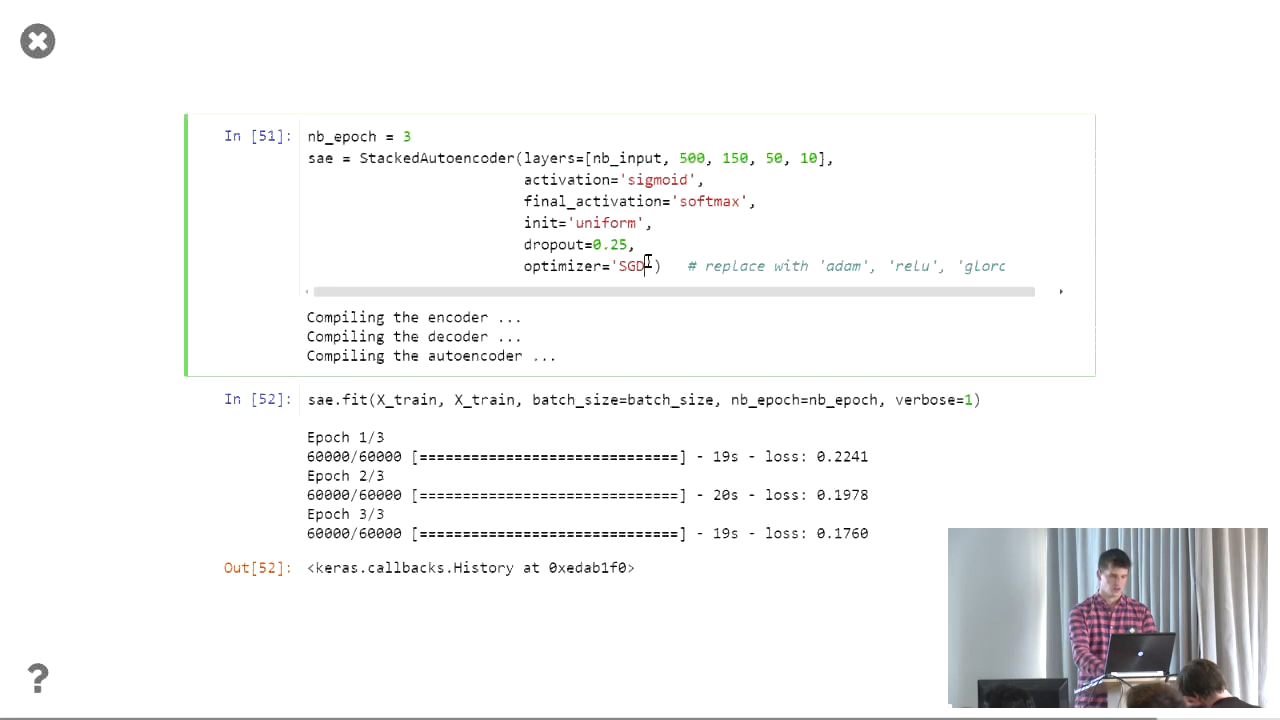 In [51]: nb_epoch = 3
sae = StackedAutoencoder(layers=[nb_input, 500, 150, 50, 10],
activation='sigmoid',
final_activation='softmax',
init='uniform',
dropout=0.25,
optimizer='SGD') # replace with 'adam', 'relu', 'glorc
Compiling the encoder ...
Compiling the decoder ...
Compiling the autoencoder ...
In [52]: sae.fit(X_train, X_train, batch_size=batch_size, nb_epoch=nb_epoch, verbose=1)
Epoch 1/3
60000/60000 [==============================] - 19s - loss: 0.2241
Epoch 2/3
60000/60000 [==============================] - 20s - loss: 0.1978
Epoch 3/3
60000/60000 [==============================] - 19s - loss: 0.1760
Out[52]: <keras.callbacks.History at 0xedab1f0>
?